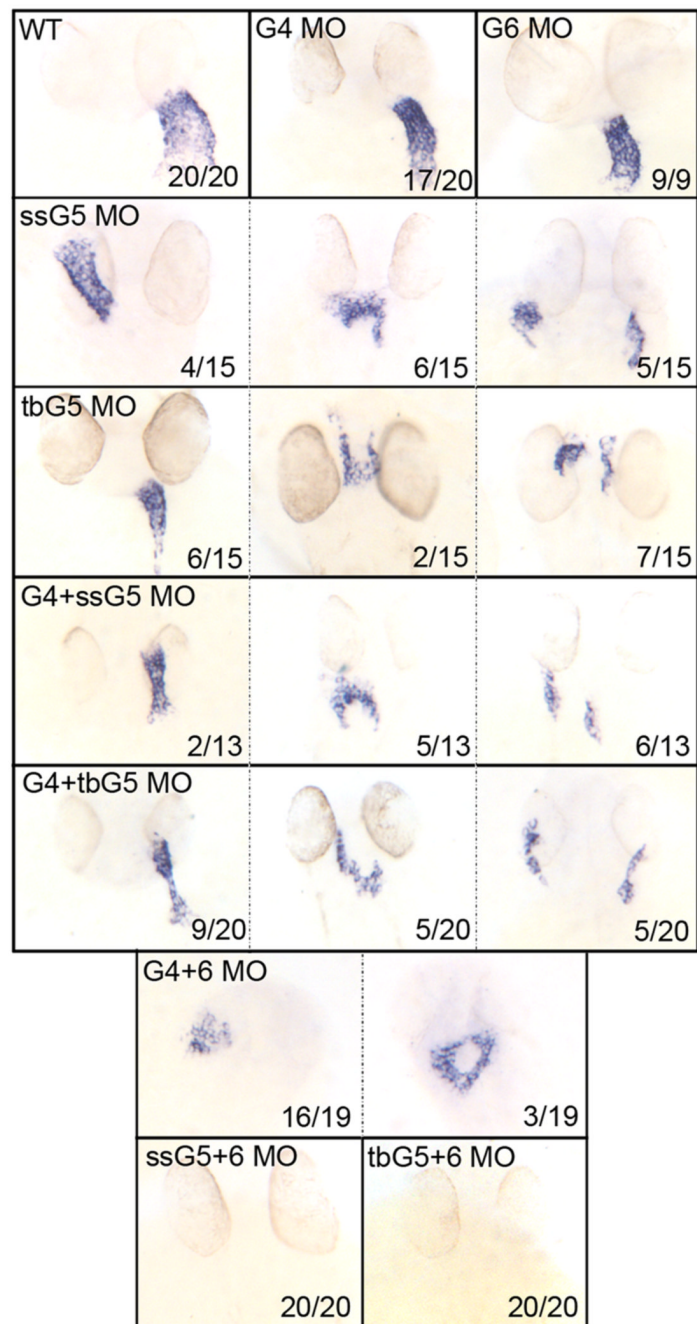 WT
G4 MO
G6 MO
20/20
17/20
9/9
ssG5 MO
4/15
6/15
5/15
tbG5 MO
6/15
2/15
7/15
G4+ssG5 MO
2/13
5/13
6/13
G4+tbG5 MO
9/20
5/20
5/20
G4+6 MO
16/19
3/19
ssG5+6 MO
tbG5+6 MO
20/20
20/20